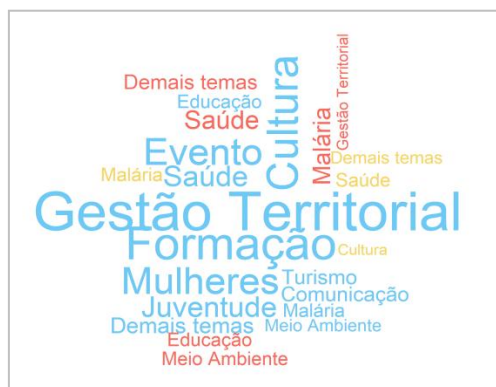 Gestão Territorial
Cultura
Demais temas
Educação
Saúde
Malária
Evento
Demais temas
Malária
Saúde
Saúde
Gestão Territorial
Formação
Cultura
Mulheres
Turismo
Comunicação
Juventude
Malária
Demais temas
Meio Ambiente
Educação
Meio Ambiente